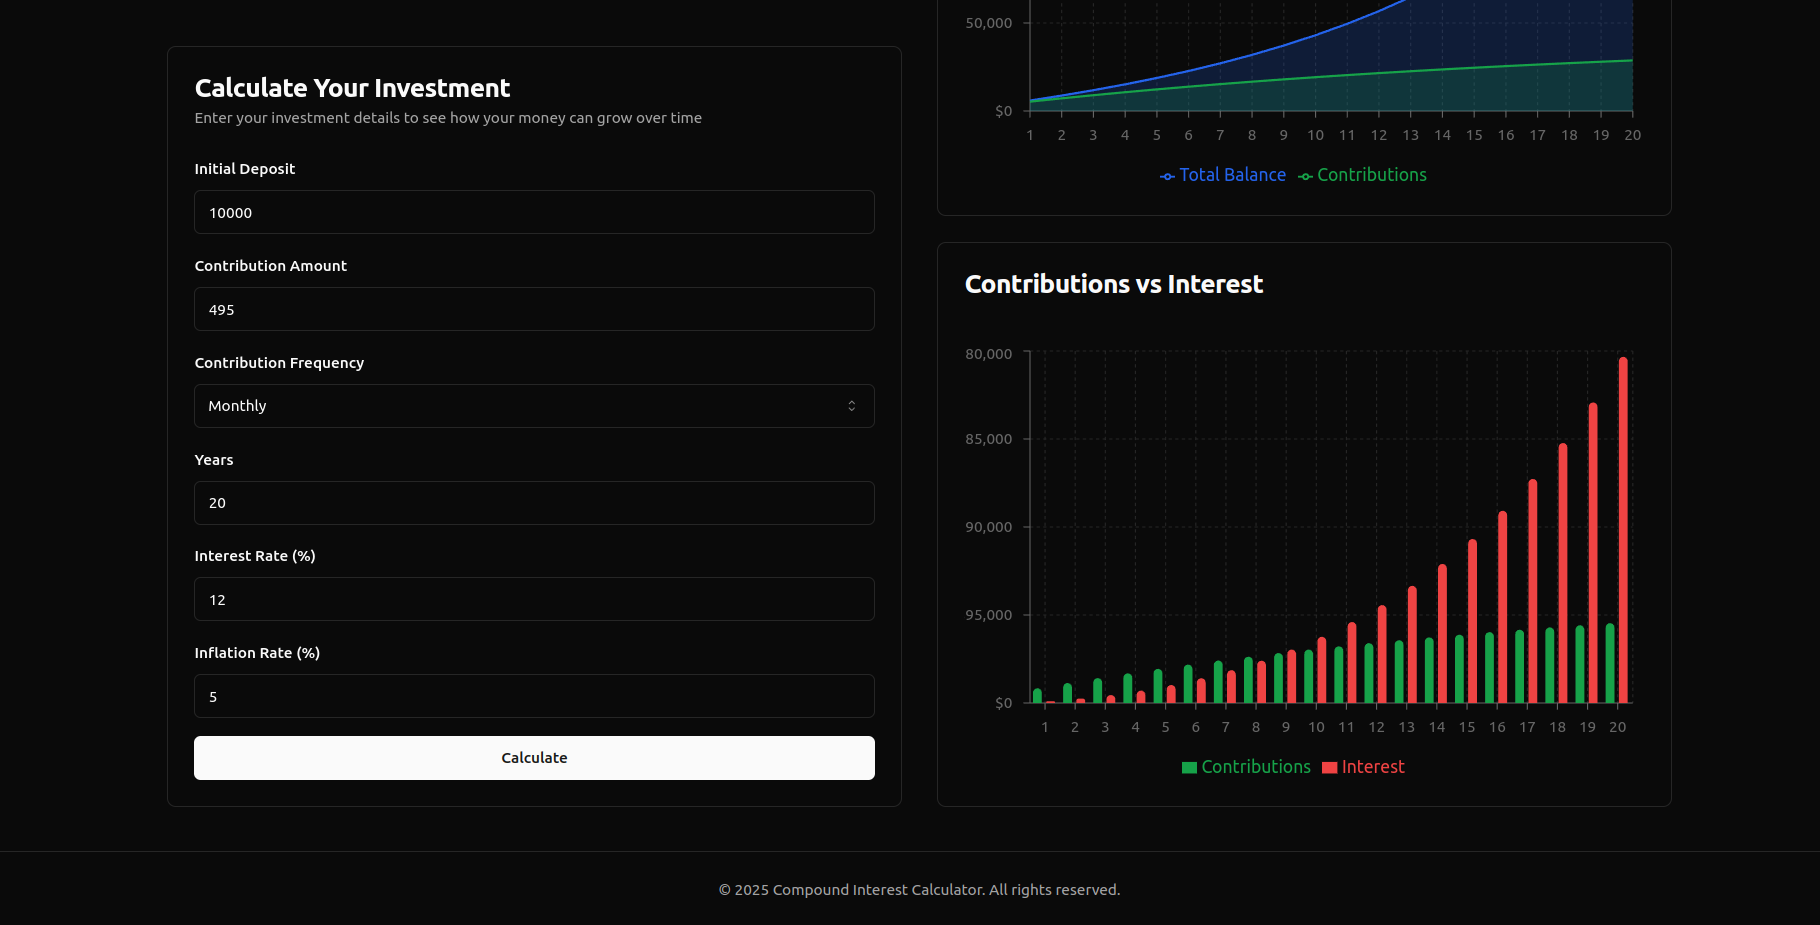 Calculate Your Investment
Enter your investment details to see how your money can grow over time
Initial Deposit
10000
Contribution Amount
495
Contribution Frequency
Monthly
Years
20
Interest Rate (%)
12
Inflation Rate (%)
5
Calculate
50,000
$0
1 2 3 4 5 6 7 8 9 10 11 12 13 14 15 16 17 18 19 20
Total Balance Contributions
Contributions vs Interest
80,000
85,000
90,000
95,000
$0
1 2 3 4 5 6 7 8 9 10 11 12 13 14 15 16 17 18 19 20
Contributions Interest
© 2025 Compound Interest Calculator. All rights reserved.